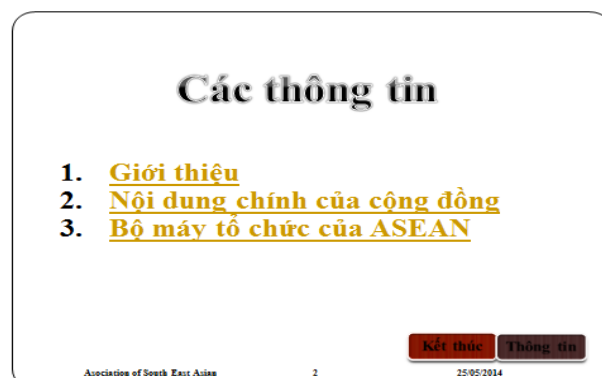 Các thông tin
1. Giới thiệu
2. Nội dung chính của cộng đồng
3. Bộ máy tổ chức của ASEAN
Kết thúc Thông tin
Asociation of South East Asian 2 25/05/2014